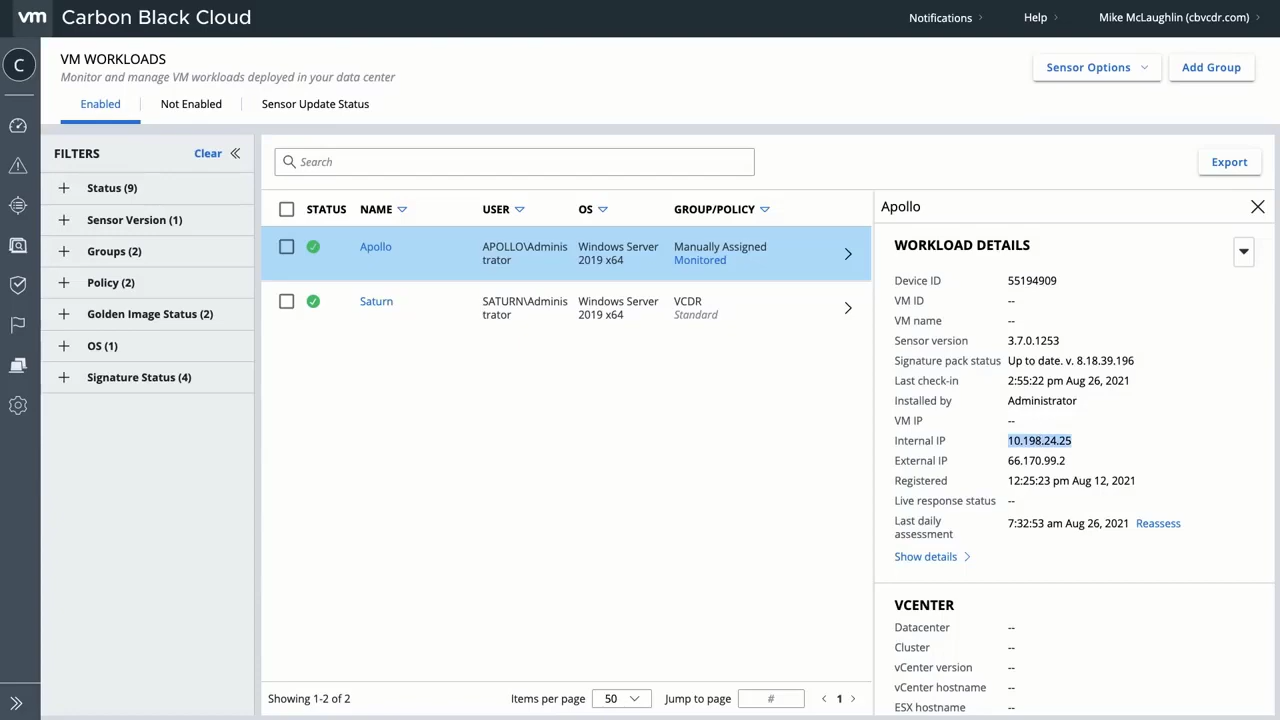 vm Carbon Black Cloud
Notifications
Help
Mike McLaughlin (cbvcdr.com)
C
VM WORKLOADS
Monitor and manage VM workloads deployed in your data center
Sensor Options
Add Group
Enabled
Not Enabled
Sensor Update Status
FILTERS
Clear
Status (9)
Sensor Version (1)
Groups (2)
Policy (2)
Golden Image Status (2)
OS (1)
Signature Status (4)
Search
Export
STATUS NAME USER OS GROUP/POLICY
Apollo APOLLO\Adminis Windows Server Manually Assigned
trator 2019 x64 Monitored
Saturn SATURN\Adminis Windows Server VCDR
trator 2019 x64 Standard
Showing 1-2 of 2
Items per page 50
Jump to page #
1
Apollo
WORKLOAD DETAILS
Device ID 55194909
VM ID --
VM name --
Sensor version 3.7.0.1253
Signature pack status Up to date. v. 8.18.39.196
Last check-in 2:55:22 pm Aug 26, 2021
Installed by Administrator
VM IP --
Internal IP 10.198.24.25
External IP 66.170.99.2
Registered 12:25:23 pm Aug 12, 2021
Live response status --
Last daily
assessment 7:32:53 am Aug 26, 2021 Reassess
Show details
VCENTER
Datacenter --
Cluster --
vCenter version --
vCenter hostname --
ESX hostname --